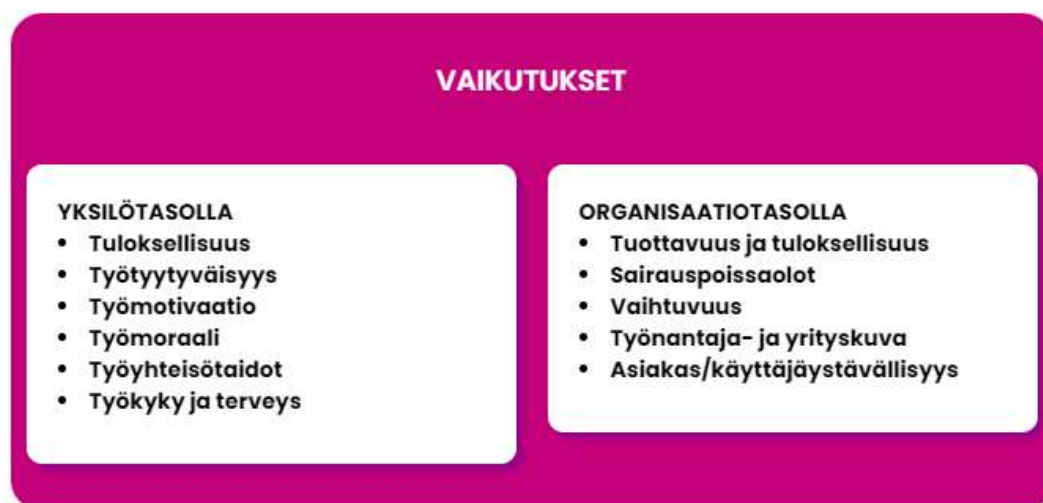 VAIKUTUKSET
YKSILÖTASOLLA
• Tuloksellisuus
• Työtyytyväisyys
• Työmotivaatio
• Työmoraali
• Työyhteisötaidot
• Työkyky ja terveys
ORGANISAATIOTASOLLA
• Tuottavuus ja tuloksellisuus
• Sairauspoissaolot
• Vaihtuvuus
• Työnantaja- ja yrityskuva
• Asiakas/käyttäjäystävällisyys